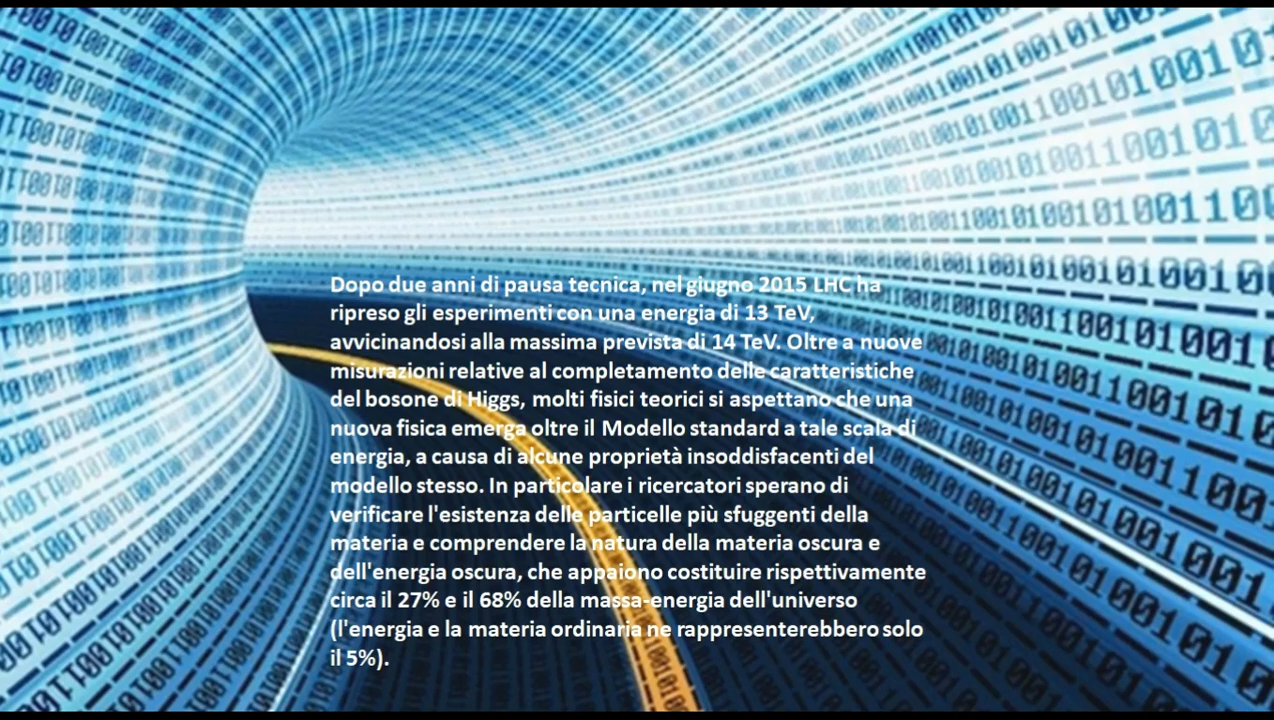 Dopo due anni di pausa tecnica, nel giugno 2015 LHC ha
ripreso gli esperimenti con una energia di 13 TeV,
avvicinandosi alla massima prevista di 14 TeV. Oltre a nuove
misurazioni relative al completamento delle caratteristiche
del bosone di Higgs, molti fisici teorici si aspettano che una
nuova fisica emerga oltre il Modello standard a tale scala di
energia, a causa di alcune proprietà insoddisfacenti del
modello stesso. In particolare i ricercatori sperano di
verificare l'esistenza delle particelle più sfuggenti della
materia e comprendere la natura della materia oscura e
dell'energia oscura, che appaiono costituire rispettivamente
circa il 27% e il 68% della massa-energia dell'universo
(l'energia e la materia ordinaria ne rappresenterebbero solo
il 5%).